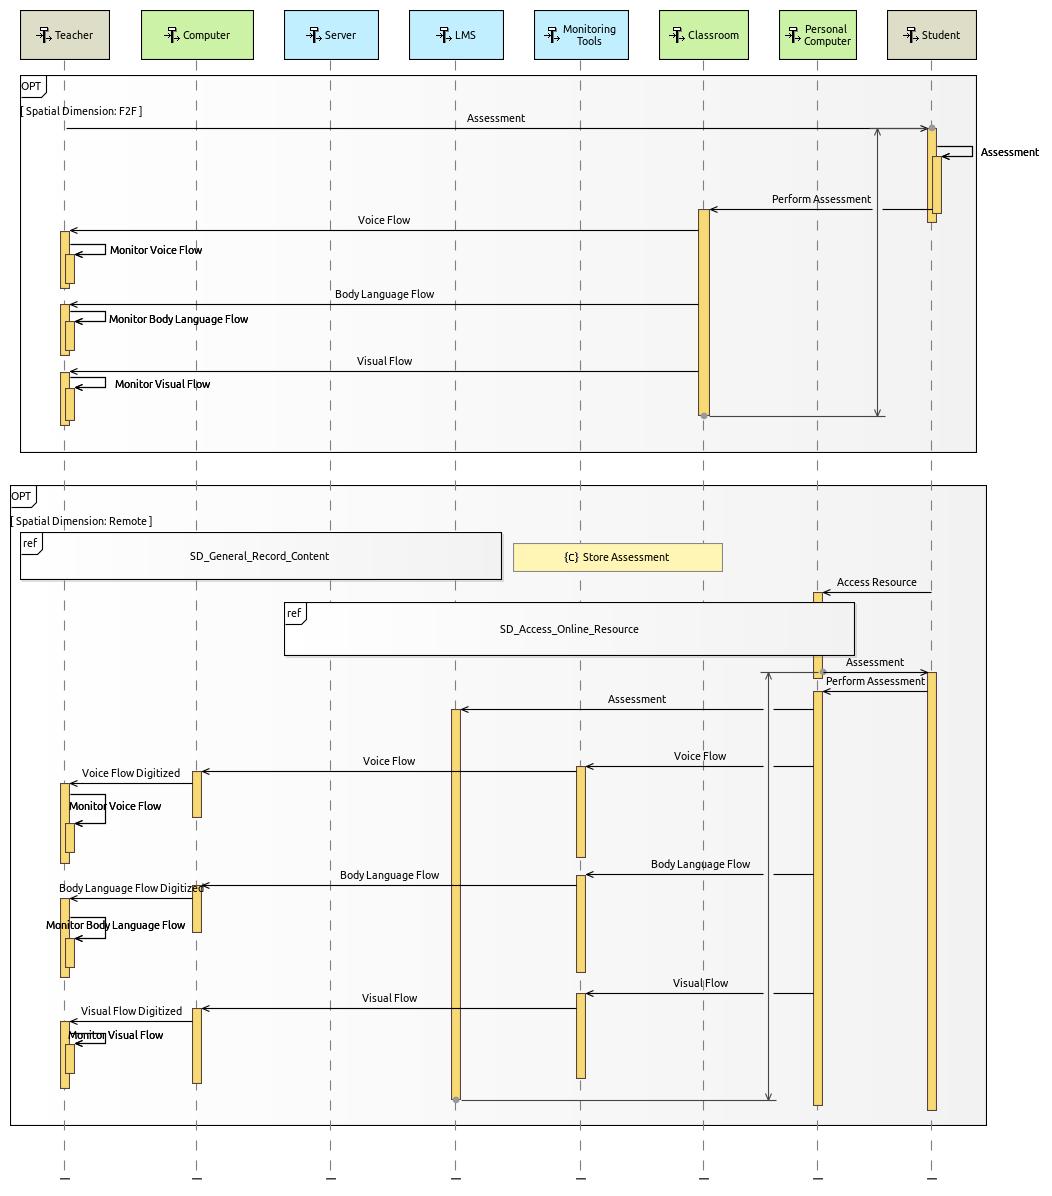 Teacher
Computer
Server
LMS
Monitoring
Tools
Classroom
Personal
Computer
Student
OPT
[ Spatial Dimension: F2F ]
Assessment
Assessment
Perform Assessment
Voice Flow
Monitor Voice Flow
Body Language Flow
Monitor Body Language Flow
Visual Flow
Monitor Visual Flow
OPT
[ Spatial Dimension: Remote ]
ref
SD_General_Record_Content
{C} Store Assessment
Access Resource
ref
SD_Access_Online_Resource
Assessment
Perform Assessment
Assessment
Voice Flow
Voice Flow
Voice Flow Digitized
Monitor Voice Flow
Body Language Flow
Body Language Flow
Body Language Flow Digitized
Monitor Body Language Flow
Visual Flow
Visual Flow
Visual Flow Digitized
Monitor Visual Flow